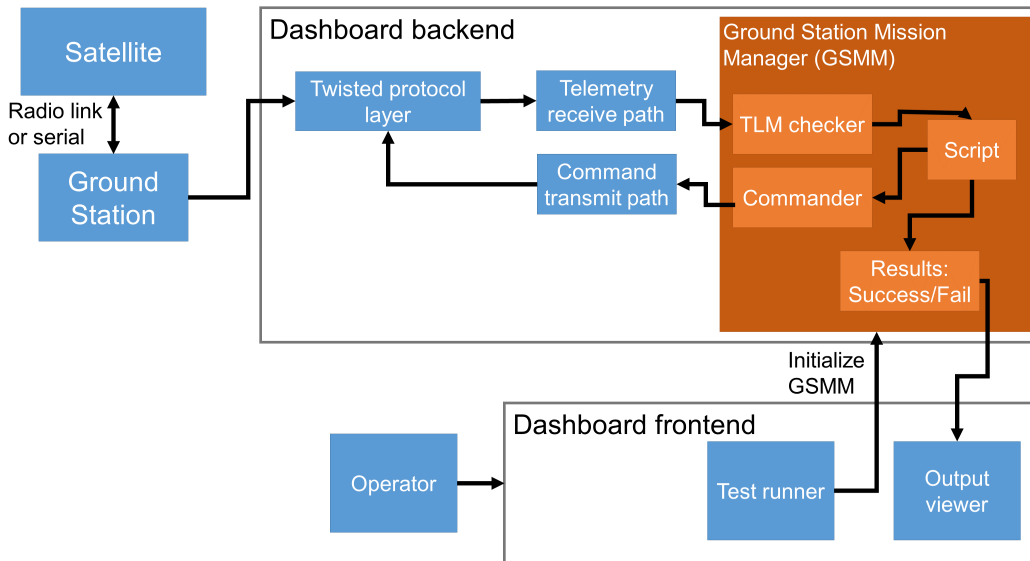 Satellite
Radio link
or serial
Ground
Station
Dashboard backend
Twisted protocol
layer
Telemetry
receive path
Command
transmit path
Ground Station Mission
Manager (GSMM)
TLM checker
Script
Commander
Results:
Success/Fail
Initialize
GSMM
Operator
Dashboard frontend
Test runner
Output
viewer